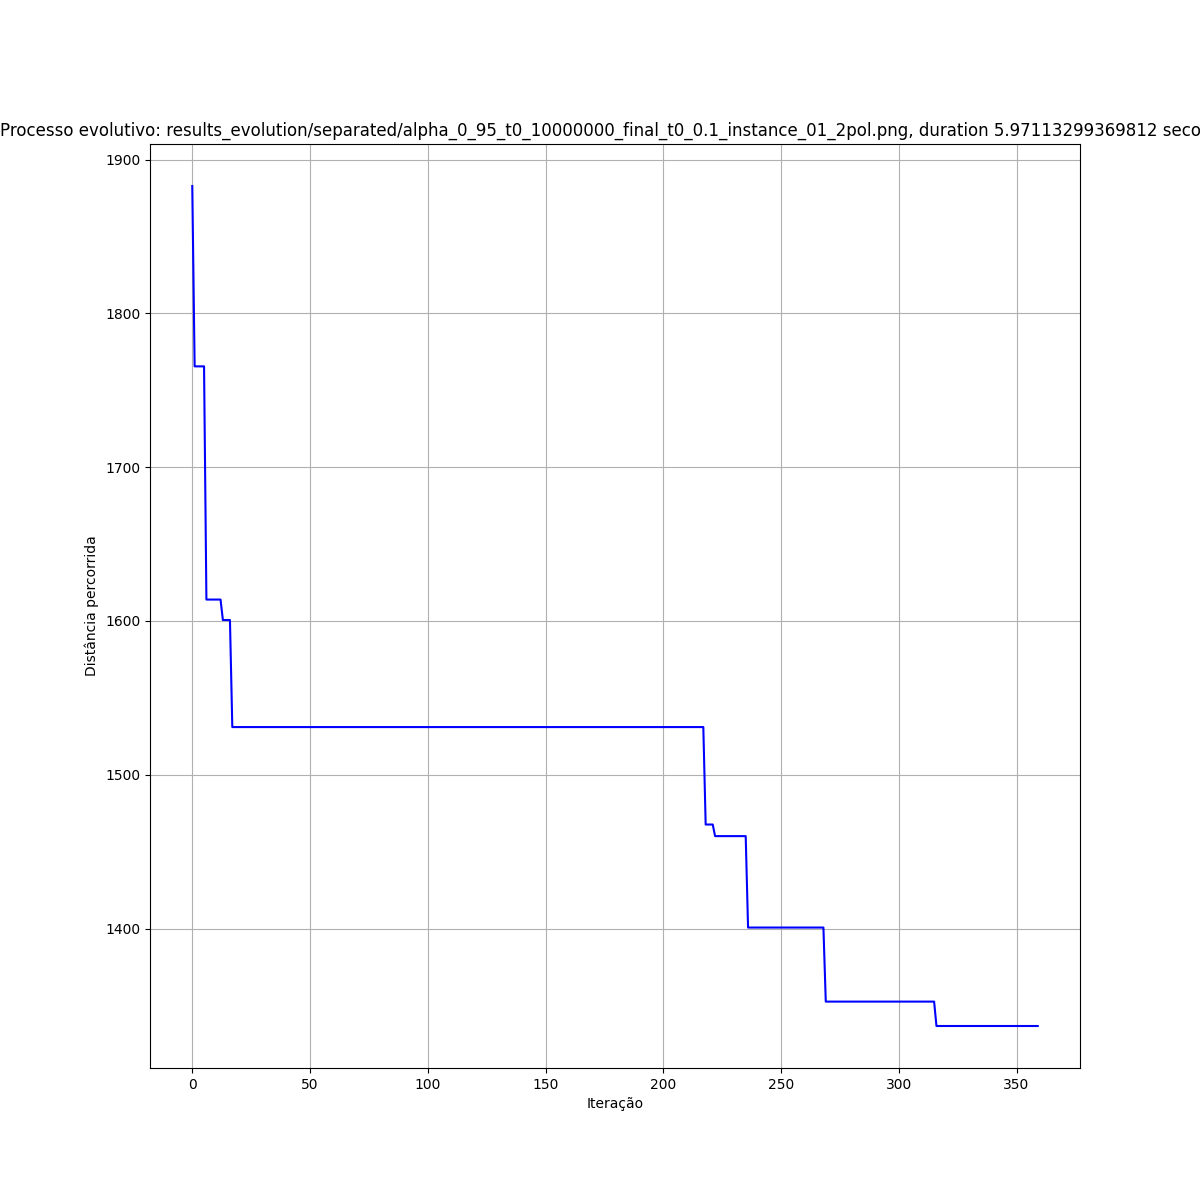 Processo evolutivo: results_evolution/separated/alpha_0_95_t0_10000000_final_t0_0.1_instance_01_2pol.png, duration 5.97113299369812 seco
1900
1800
1700
1600
1500
1400
Distância percorrida
0 50 100 150 200 250 300 350
Iteração